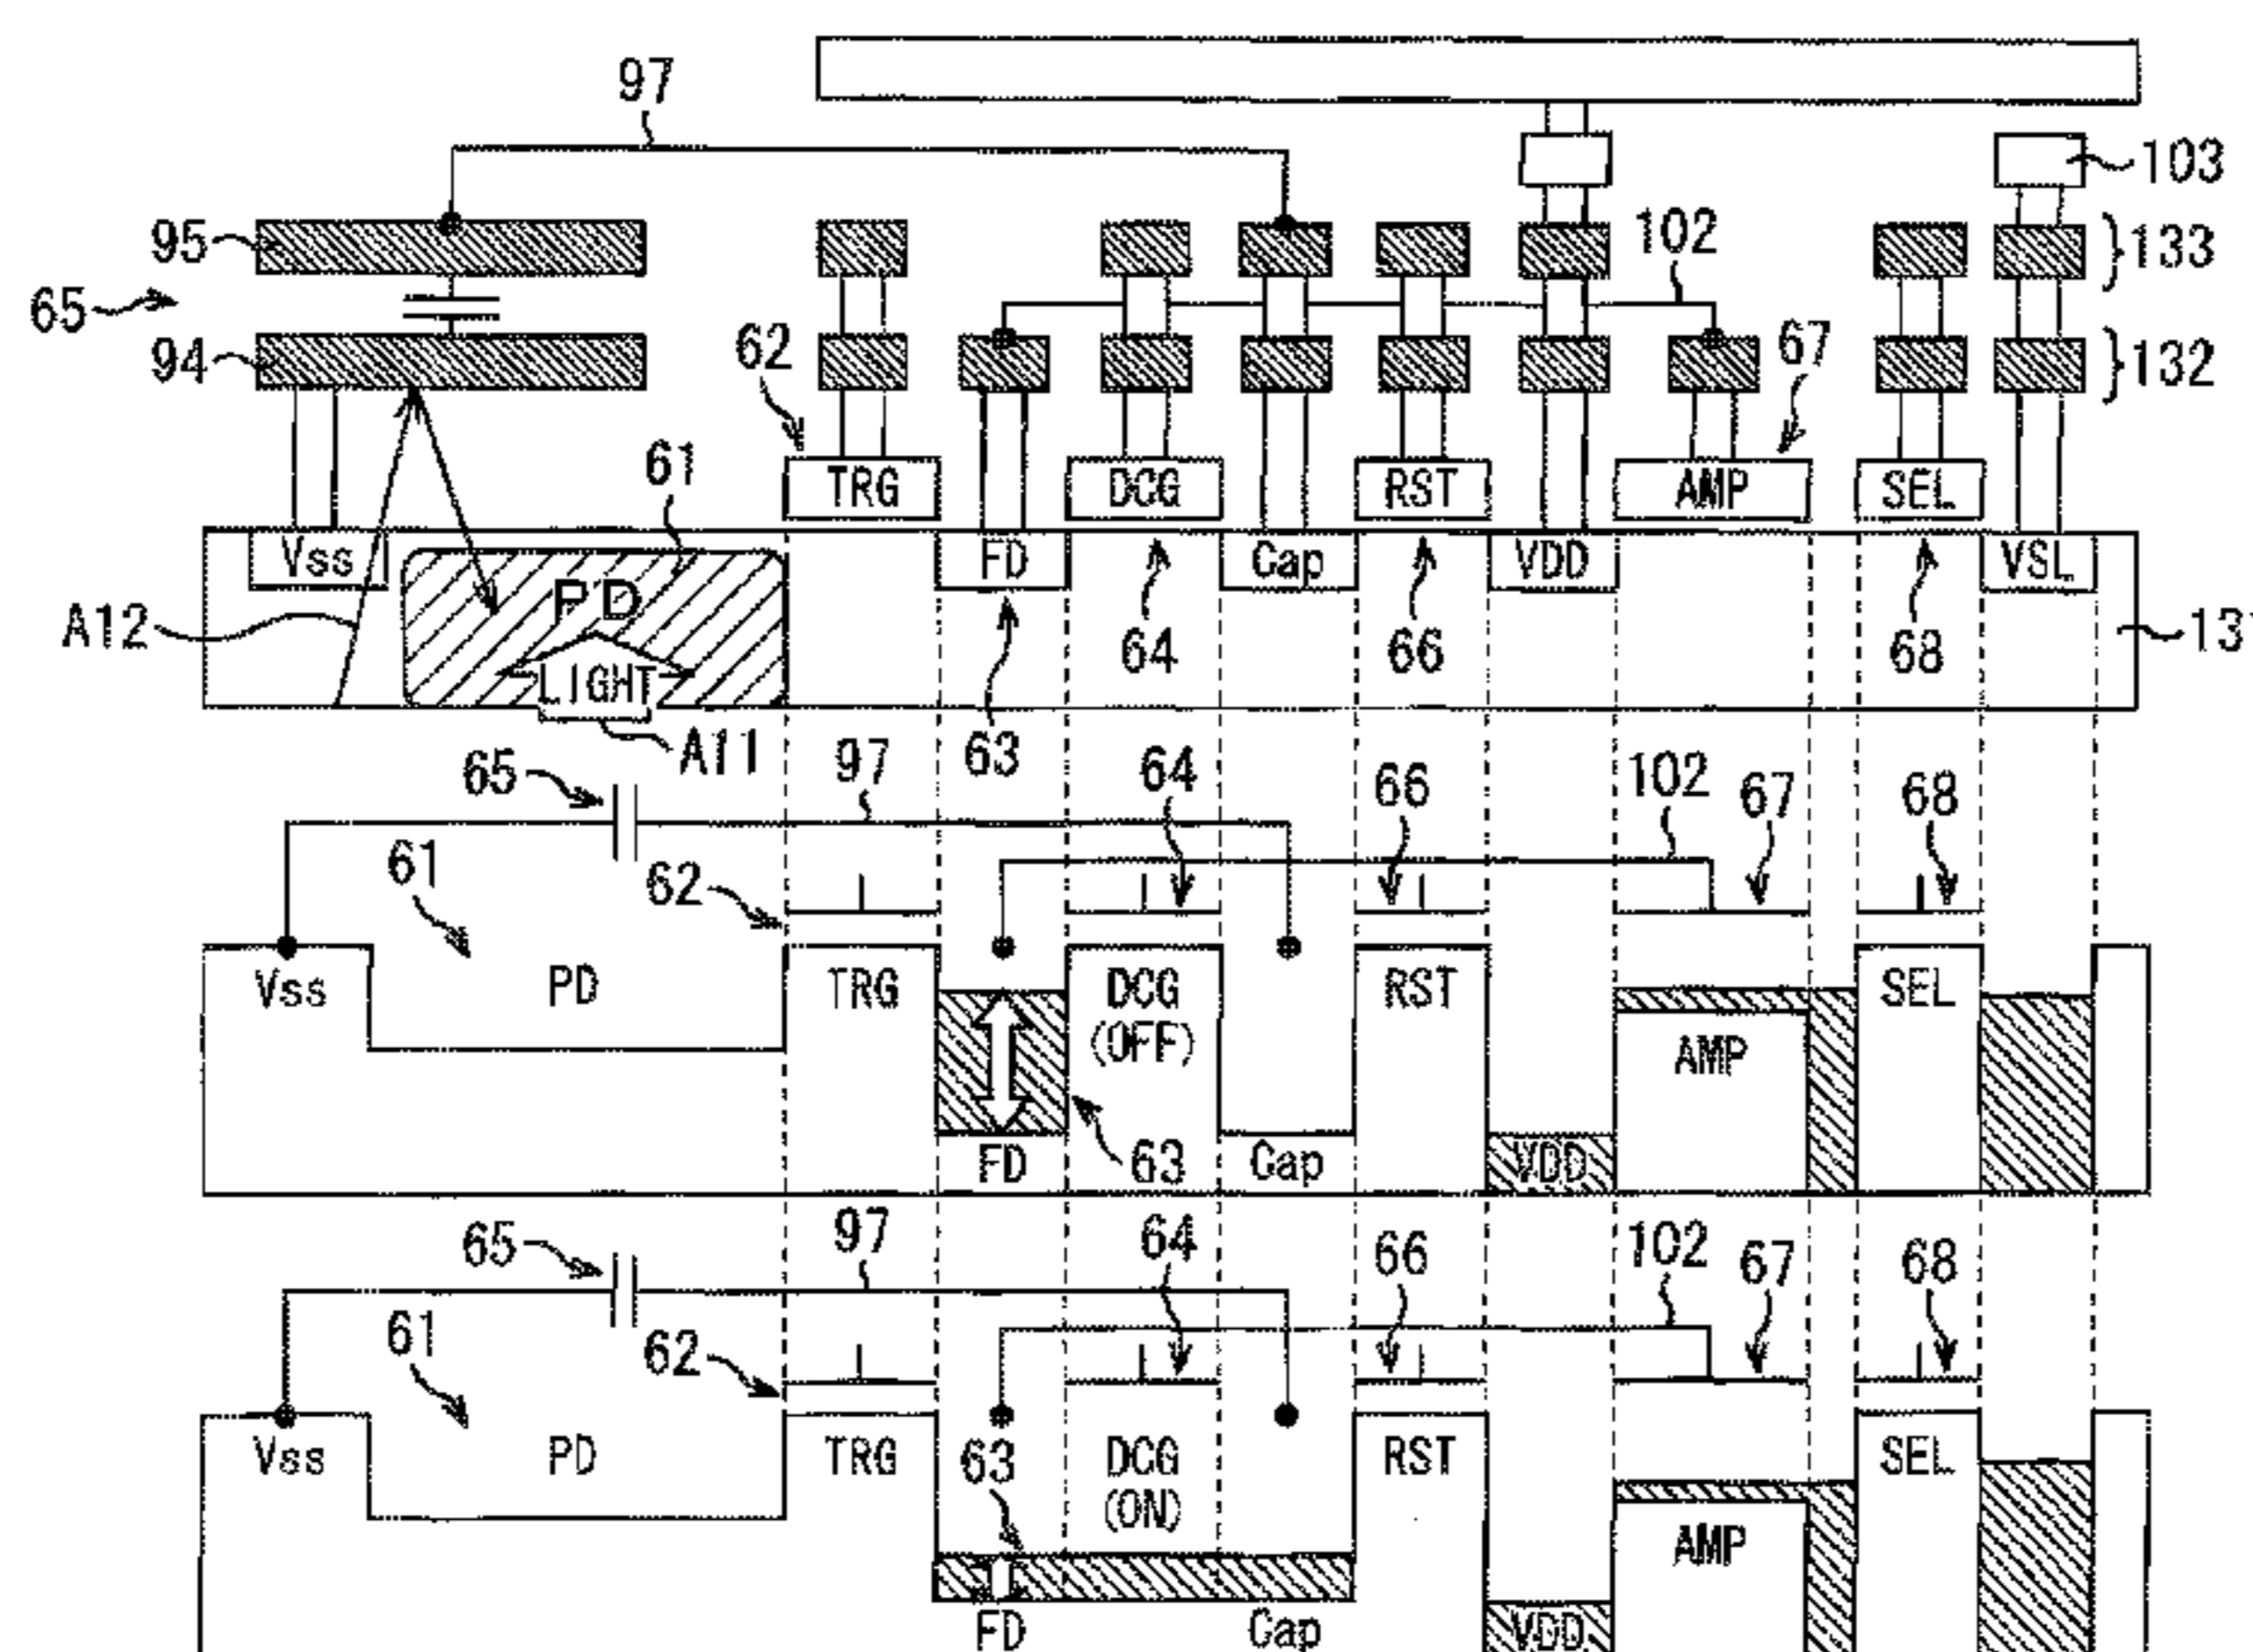 97
103
95
102
133
65
94
62
67
132
61
TRG
DCG
RST
AMP
SEL
Vss
FD
Cap
VDD
VSL
PD
A12
LIGHT
64
66
68
A11
63
65
97
64
66
102
67
68
61
62
Vss
PD
TRG
DCG
(OFF)
RST
AMP
SEL
FD
63
Cap
VDD
65
97
64
66
102
67
68
61
62
Vss
PD
TRG
63
DCG
(ON)
RST
AMP
SEL
FD
Cap
VDD